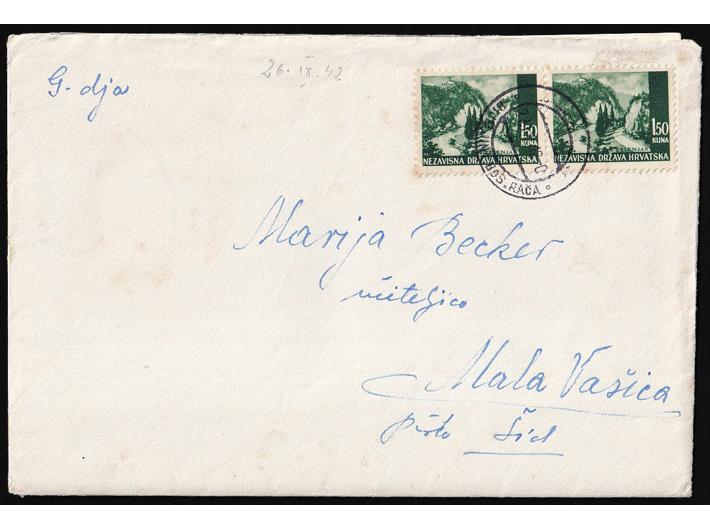 G-dja
26. IX. 42
1.50
KUNA
ZELENJAK
NEZAVISNA DRŽAVA HRVATSKA
1.50
KUNA
NEZAVISNA DRŽAVA HRVATSKA
RAČA
Marija Becker
učiteljica
Mala Vašica
Šid